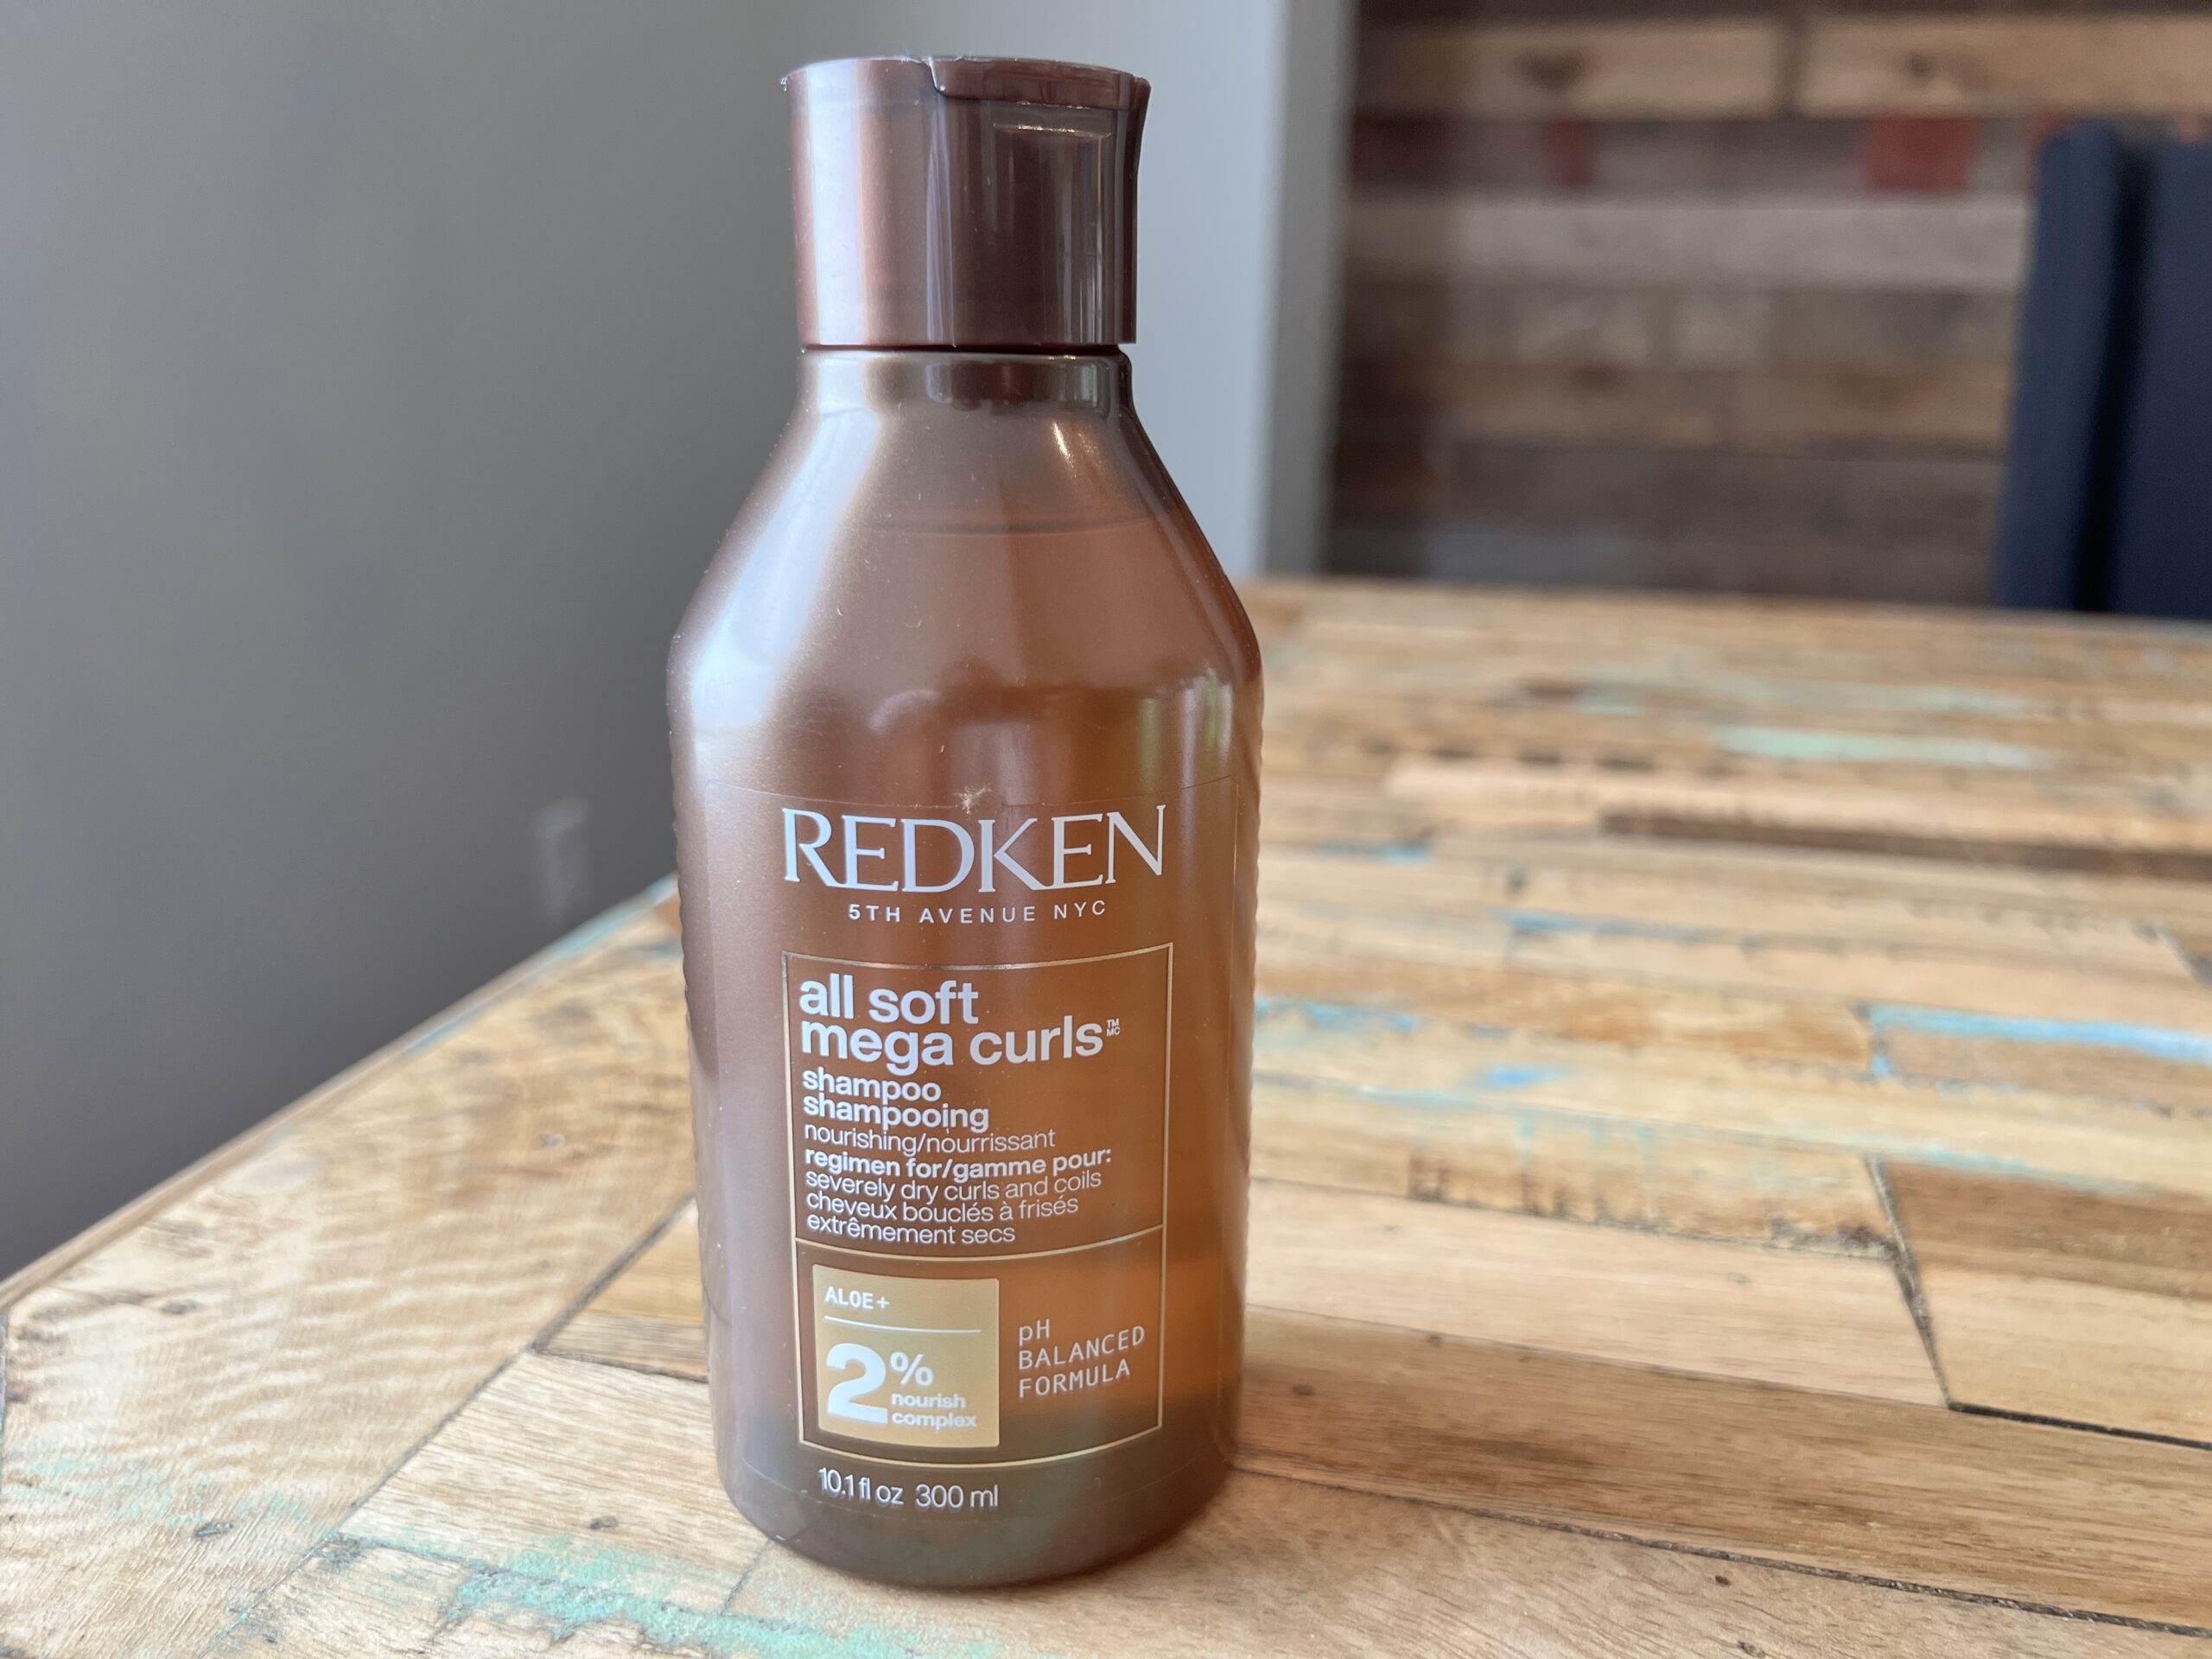 REDKEN
5TH AVENUE NYC
all soft
mega curls™
MC
shampoo
shampooing
nourishing/nourrissant
regimen for/gamme pour:
severely dry curls and coils
cheveux bouclés à frisés
extrêmement secs
ALOE+
2%
nourish
complex
pH
BALANCED
FORMULA
10.1 fl oz 300 ml